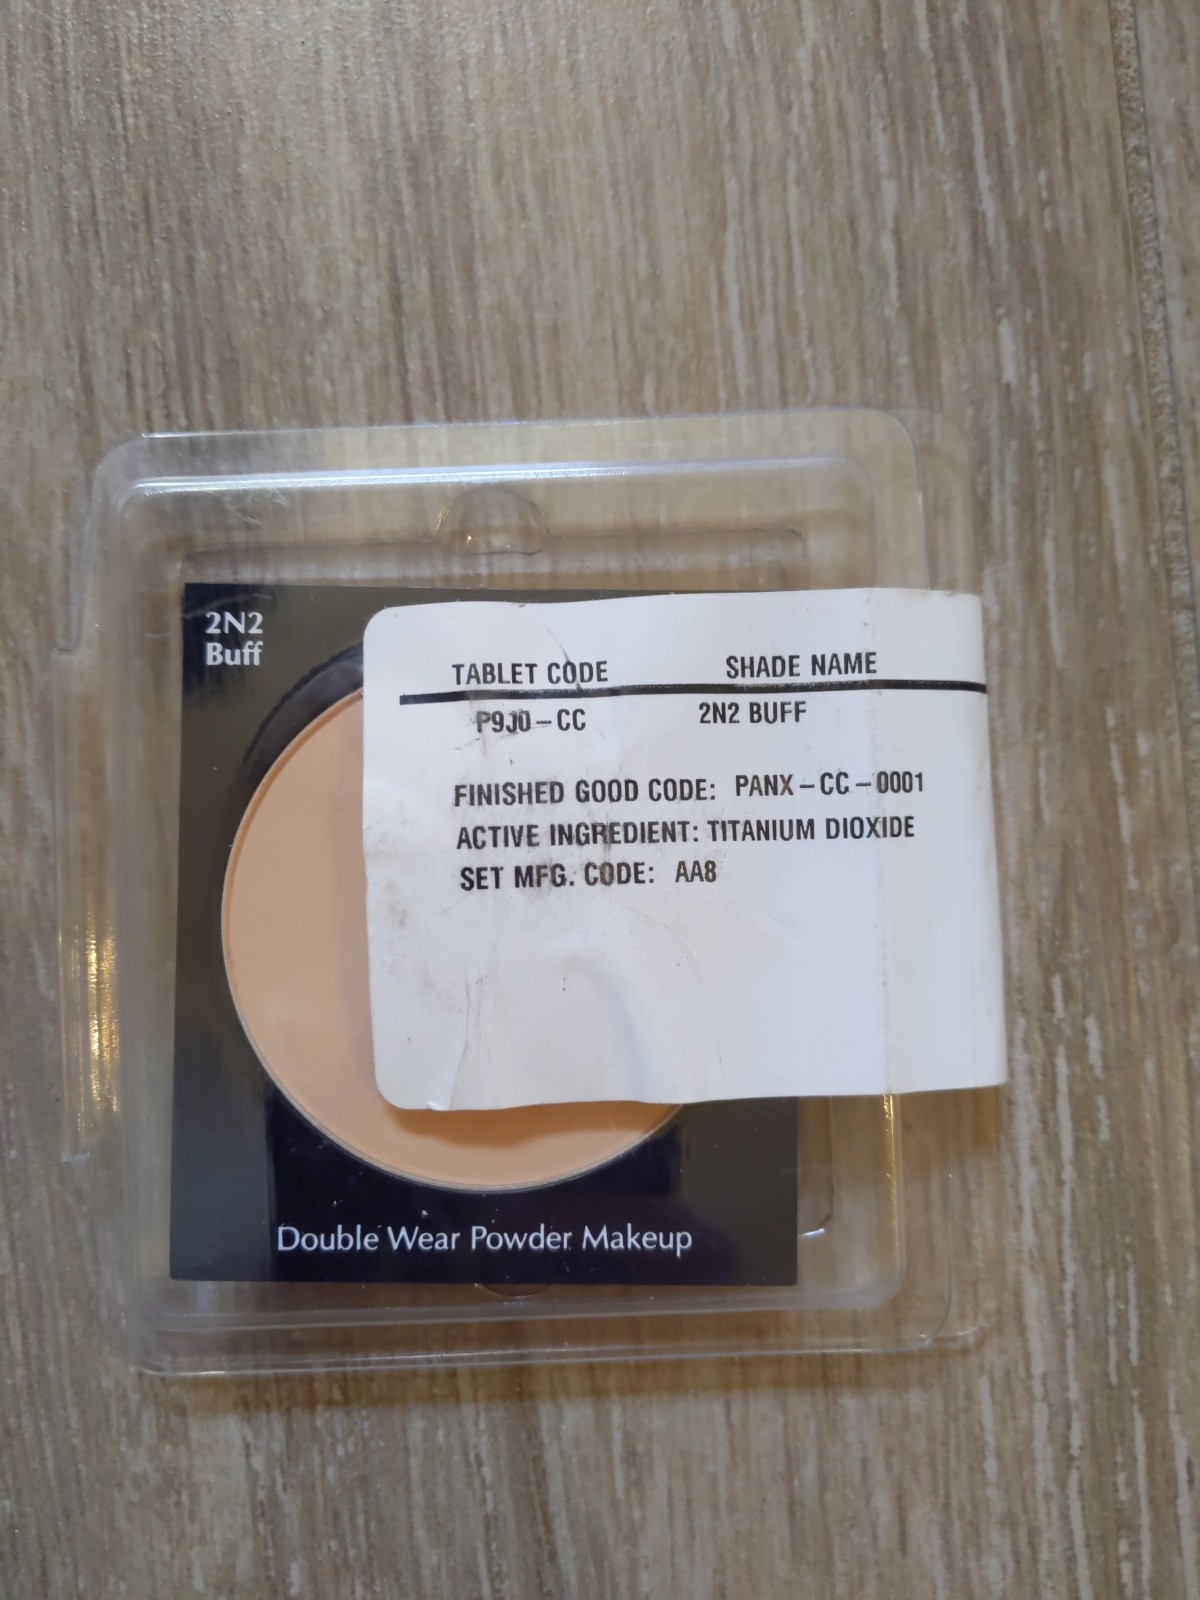 2N2
Buff
TABLET CODE SHADE NAME
P9J0-CC 2N2 BUFF
FINISHED GOOD CODE: PANX-CC-0001
ACTIVE INGREDIENT: TITANIUM DIOXIDE
SET MFG. CODE: AA8
Double Wear Powder Makeup